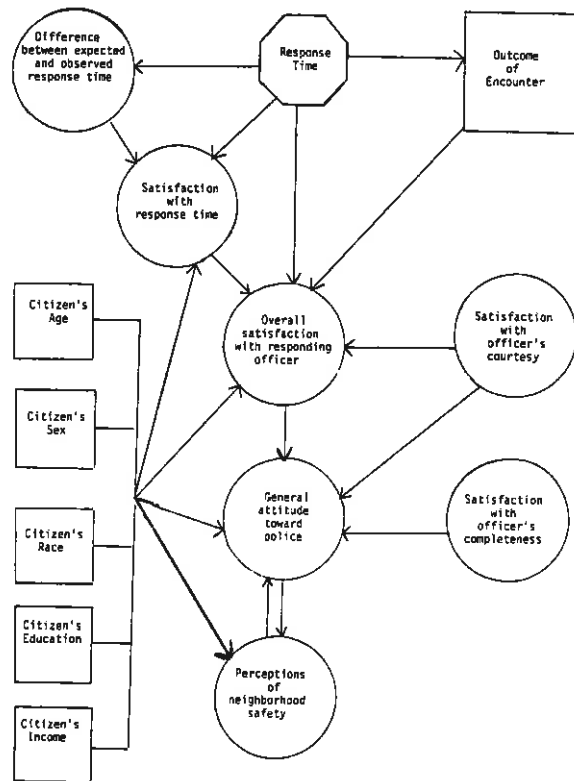 Difference
between expected
and observed
response time
Response
Time
Outcome
of
Encounter
Satisfaction
with
response time
Citizen's
Age
Overall
satisfaction
with responding
officer
Satisfaction
with
officer's
courtesy
Citizen's
Sex
General
attitude
toward
police
Satisfaction
with
officer's
completeness
Citizen's
Race
Citizen's
Education
Perceptions
of
neighborhood
safety
Citizen's
Income